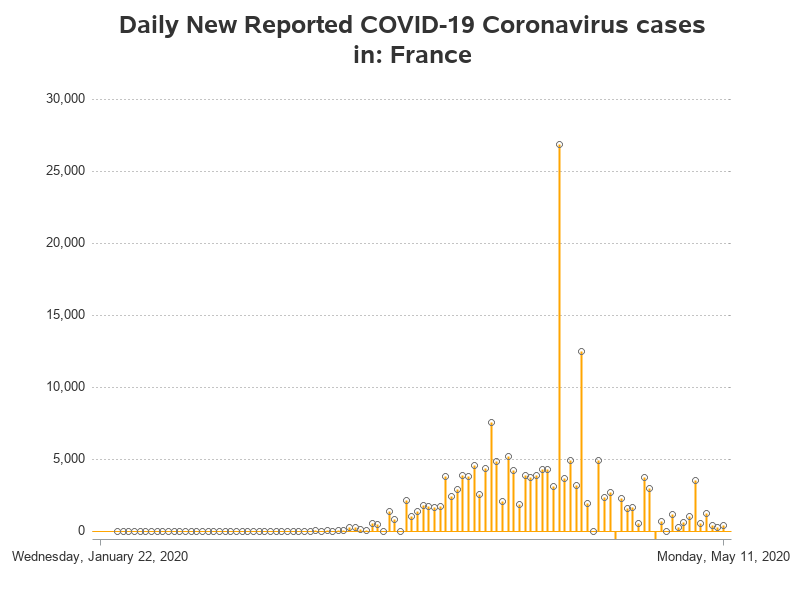 Daily New Reported COVID-19 Coronavirus cases
in: France
30,000
25,000
20,000
15,000
10,000
5,000
0
Wednesday, January 22, 2020
Monday, May 11, 2020